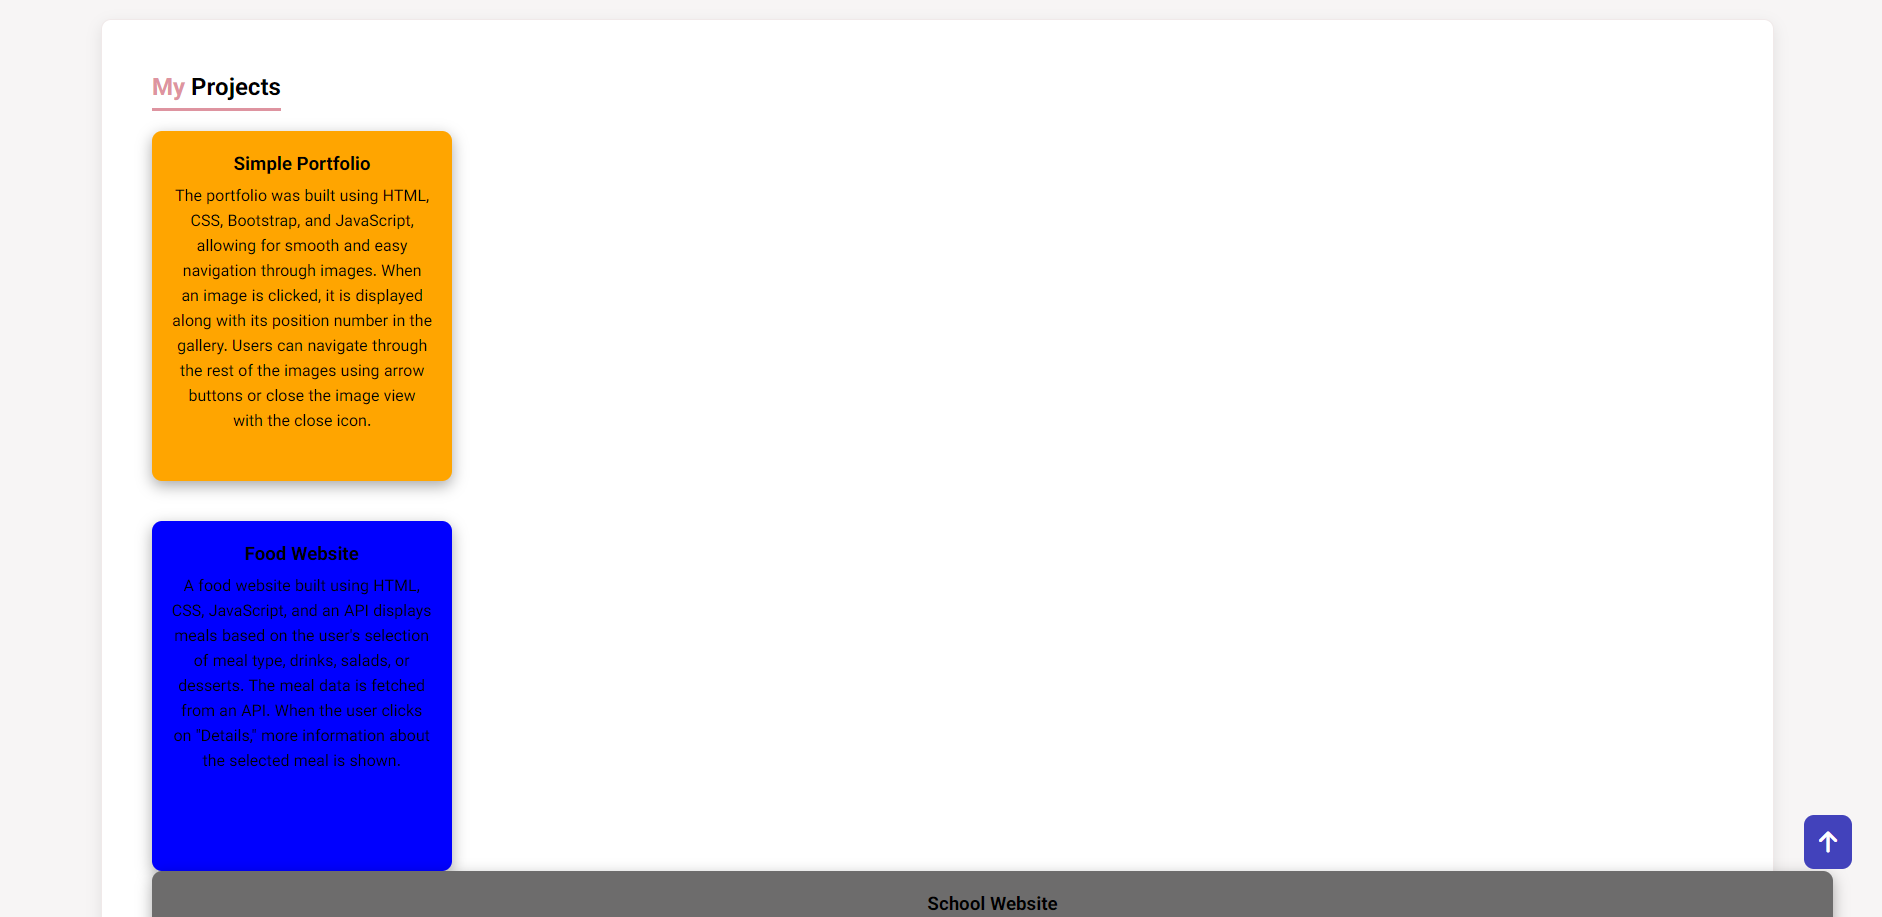 My Projects
Simple Portfolio
The portfolio was built using HTML,
CSS, Bootstrap, and JavaScript,
allowing for smooth and easy
navigation through images. When
an image is clicked, it is displayed
along with its position number in the
gallery. Users can navigate through
the rest of the images using arrow
buttons or close the image view
with the close icon.
Food Website
A food website built using HTML,
CSS, JavaScript, and an API displays
meals based on the user's selection
of meal type, drinks, salads, or
desserts. The meal data is fetched
from an API. When the user clicks
on "Details," more information about
the selected meal is shown.
School Website